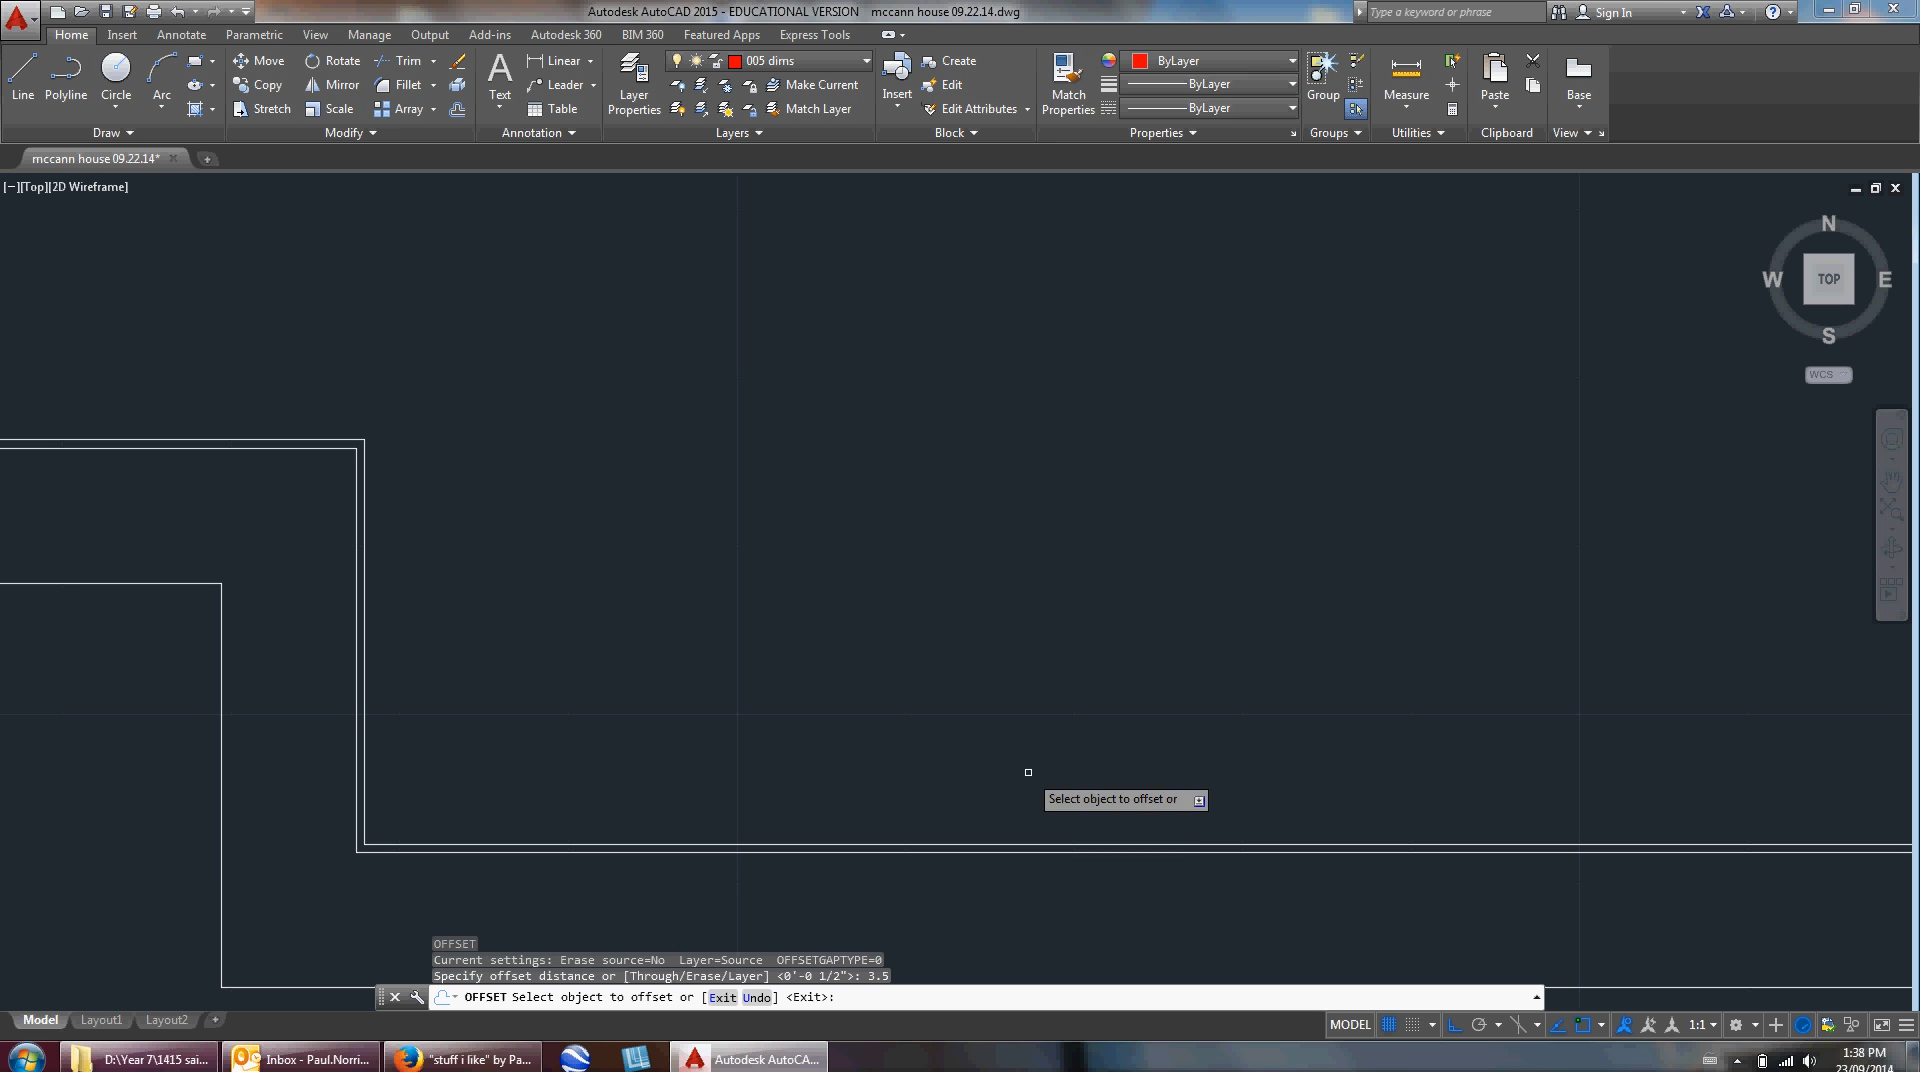 Autodesk AutoCAD 2015 - EDUCATIONAL VERSION mccann house 09.22.14.dwg
Type a keyword or phrase
Sign In
Home Insert Annotate Parametric View Manage Output Add-ins Autodesk 360 BIM 360 Featured Apps Express Tools
Line Polyline Circle Arc
Draw
Move Rotate Trim
Copy Mirror Fillet
Stretch Scale Array
Modify
Text
Linear
Leader
Table
Annotation
Layer Properties
005 dims
Make Current
Match Layer
Layers
Insert
Create
Edit
Edit Attributes
Block
Match Properties
ByLayer
ByLayer
ByLayer
Properties
Group
Groups
Measure
Utilities
Paste
Clipboard
Base
View
mccann house 09.22.14*
[−][Top][2D Wireframe]
N
W TOP E
S
WCS
Select object to offset or
OFFSET
Current settings: Erase source=No Layer=Source OFFSETGAPTYPE=0
Specify offset distance or [Through/Erase/Layer] <0'-0 1/2">: 3.5
OFFSET Select object to offset or [Exit Undo] <Exit>:
Model Layout1 Layout2
MODEL 1:1
D:\Year 7\1415 sai...
Inbox - Paul.Norri...
"stuff i like" by Pa...
Autodesk AutoCA...
1:38 PM
23/09/2014